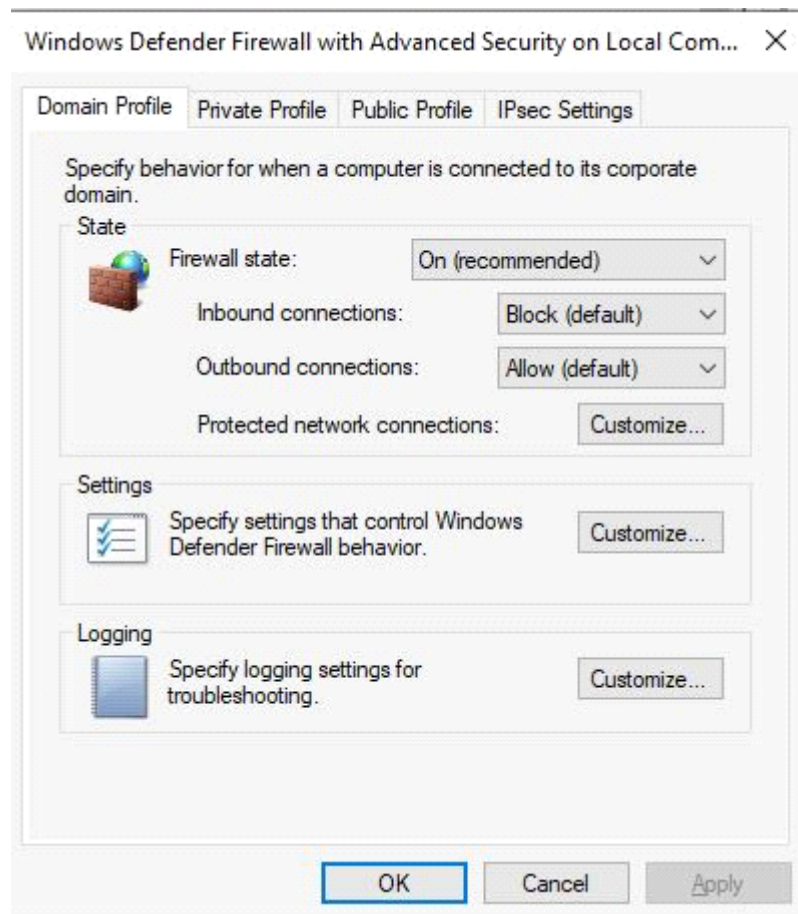 Windows Defender Firewall with Advanced Security on Local Com...
Domain Profile Private Profile Public Profile IPsec Settings
Specify behavior for when a computer is connected to its corporate
domain.
State
Firewall state: On (recommended)
Inbound connections: Block (default)
Outbound connections: Allow (default)
Protected network connections: Customize...
Settings
Specify settings that control Windows
Defender Firewall behavior.
Customize...
Logging
Specify logging settings for
troubleshooting.
Customize...
OK Cancel Apply